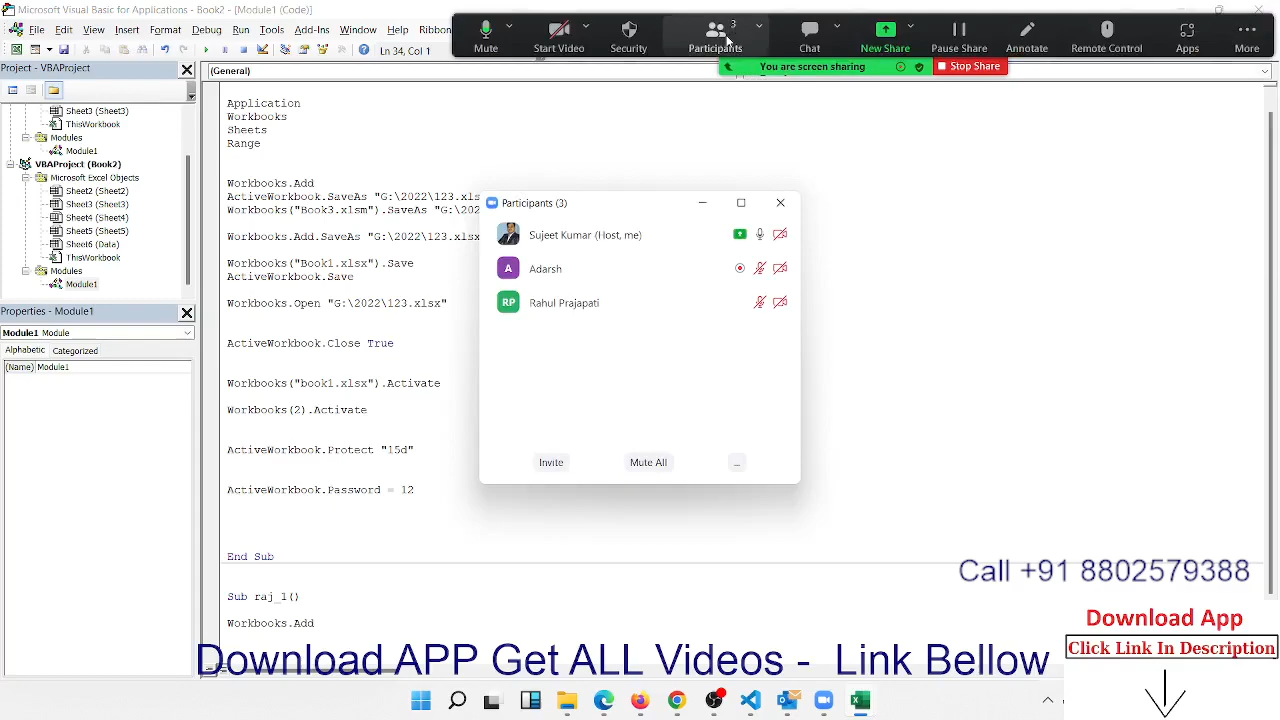 Microsoft Visual Basic for Applications - Book2 - [Module1 (Code)]
File Edit View Insert Format Debug Run Tools Add-Ins Window Help Ribbon
Ln 34, Col 1
Mute
Start Video
Security
3
Participants
Chat
New Share
Pause Share
Annotate
Remote Control
Apps
More
You are screen sharing
Stop Share
Project - VBAProject
(General)
Sheet3 (Sheet3)
ThisWorkbook
Modules
Module1
VBAProject (Book2)
Microsoft Excel Objects
Sheet2 (Sheet2)
Sheet3 (Sheet3)
Sheet4 (Sheet4)
Sheet5 (Sheet5)
Sheet6 (Data)
ThisWorkbook
Modules
Module1
Properties - Module1
Module1 Module
Alphabetic Categorized
(Name) Module1
Application
Workbooks
Sheets
Range
Workbooks.Add
ActiveWorkbook.SaveAs "G:\2022\123.xls
Workbooks("Book3.xlsm").SaveAs "G:\202
Workbooks.Add.SaveAs "G:\2022\123.xlsx
Workbooks("Book1.xlsx").Save
ActiveWorkbook.Save
Workbooks.Open "G:\2022\123.xlsx"
ActiveWorkbook.Close True
Workbooks("book1.xlsx").Activate
Workbooks(2).Activate
ActiveWorkbook.Protect "15d"
ActiveWorkbook.Password = 12
End Sub
Sub raj_1()
Workbooks.Add
Participants (3)
Sujeet Kumar (Host, me)
A Adarsh
RP Rahul Prajapati
Invite
Mute All
...
Call +91 8802579388
Download App
Click Link In Description
Download APP Get ALL Videos - Link Bellow